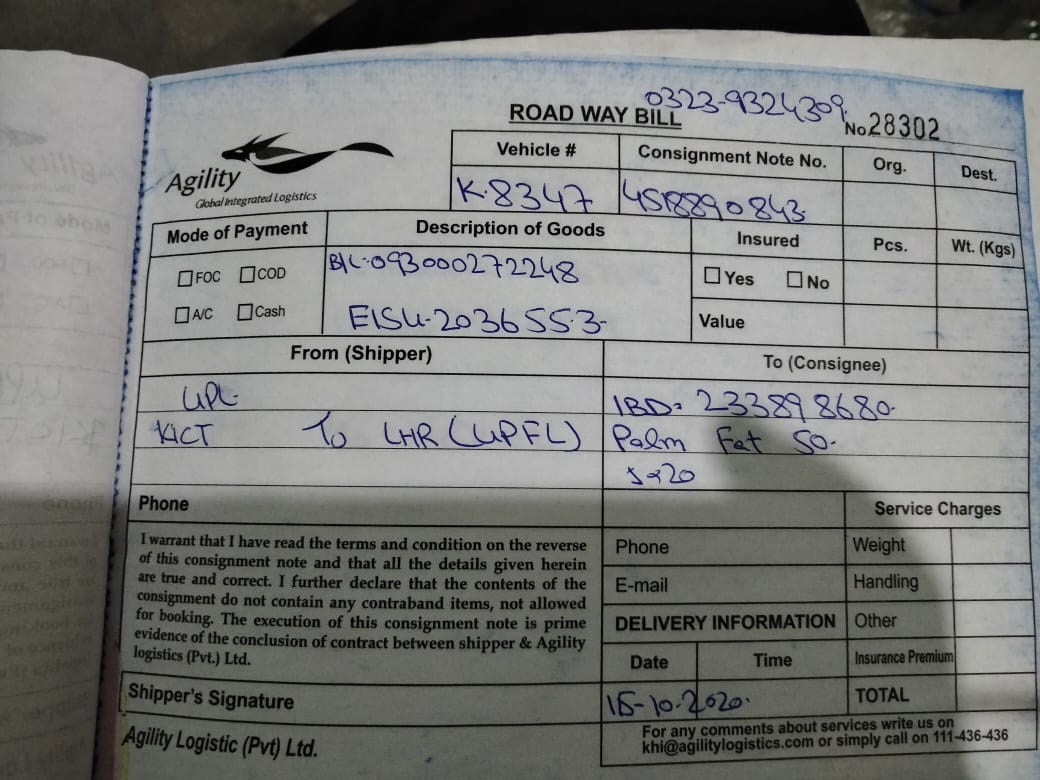 0323-9324309.
ROAD WAY BILL
No.28302
Agility
Global Integrated Logistics
Vehicle #
Consignment Note No.
Org.
Dest.
K-8347
4518890843
Mode of Payment
Description of Goods
Insured
Pcs.
Wt. (Kgs)
FOC
COD
B/L-093000272248
Yes
No
A/C
Cash
EISU-2036553-
Value
From (Shipper)
To (Consignee)
UPL
IBD= 233898680-
KICT To LHR (UPFL)
Palm Fat 50-
1x20
Phone
Service Charges
I warrant that I have read the terms and condition on the reverse
of this consignment note and that all the details given herein
are true and correct. I further declare that the contents of the
consignment do not contain any contraband items, not allowed
for booking. The execution of this consignment note is prime
evidence of the conclusion of contract between shipper & Agility
logistics (Pvt.) Ltd.
Phone
Weight
E-mail
Handling
DELIVERY INFORMATION
Other
Date
Time
Insurance Premium
Shipper's Signature
15-10-2020.
TOTAL
Agility Logistic (Pvt) Ltd.
For any comments about services write us on
khi@agilitylogistics.com or simply call on 111-436-436